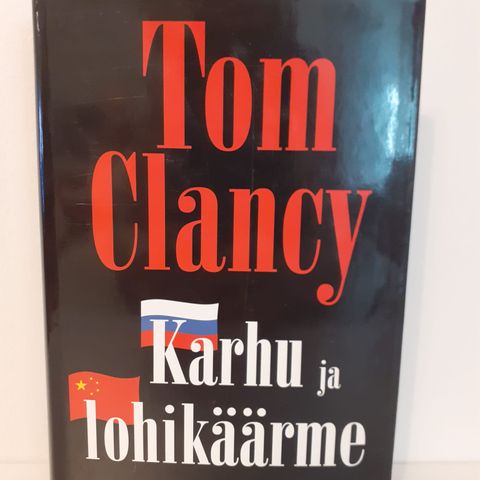 Tom
Clancy
Karhu ja
lohikäärme